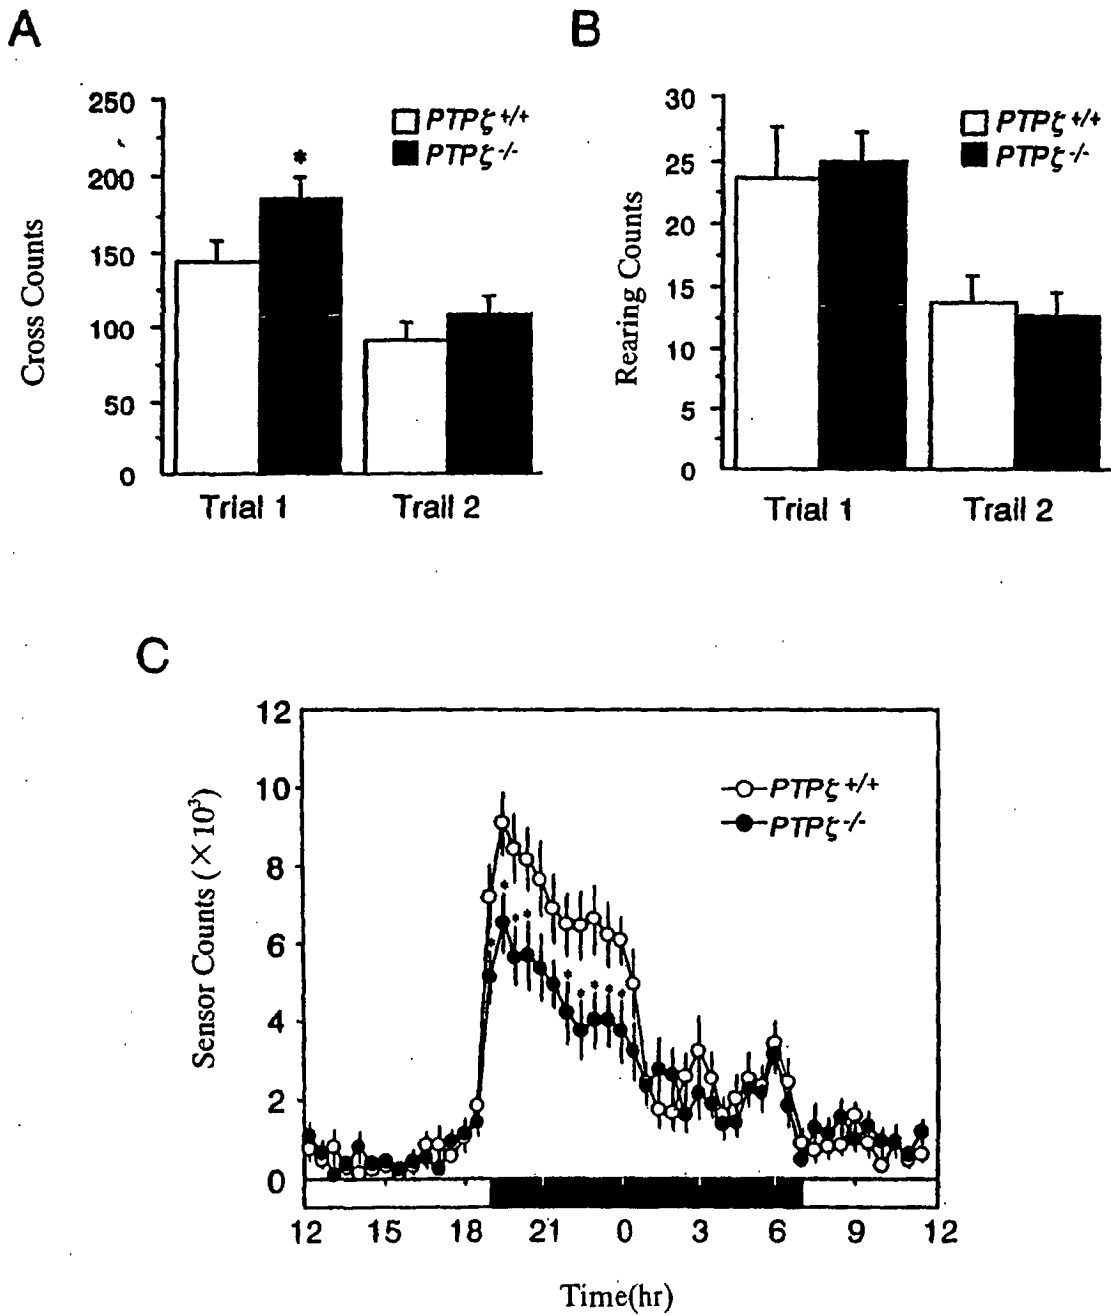 A
Cross Counts
250
200
150
100
50
0
PTPζ+/+
PTPζ-/-
*
Trial 1
Trail 2
B
Rearing Counts
30
25
20
15
10
5
0
PTPζ+/+
PTPζ-/-
Trial 1
Trail 2
C
Sensor Counts (×10³)
12
10
8
6
4
2
0
PTPζ+/+
PTPζ-/-
* * * * * * * * *
12 15 18 21 0 3 6 9 12
Time(hr)